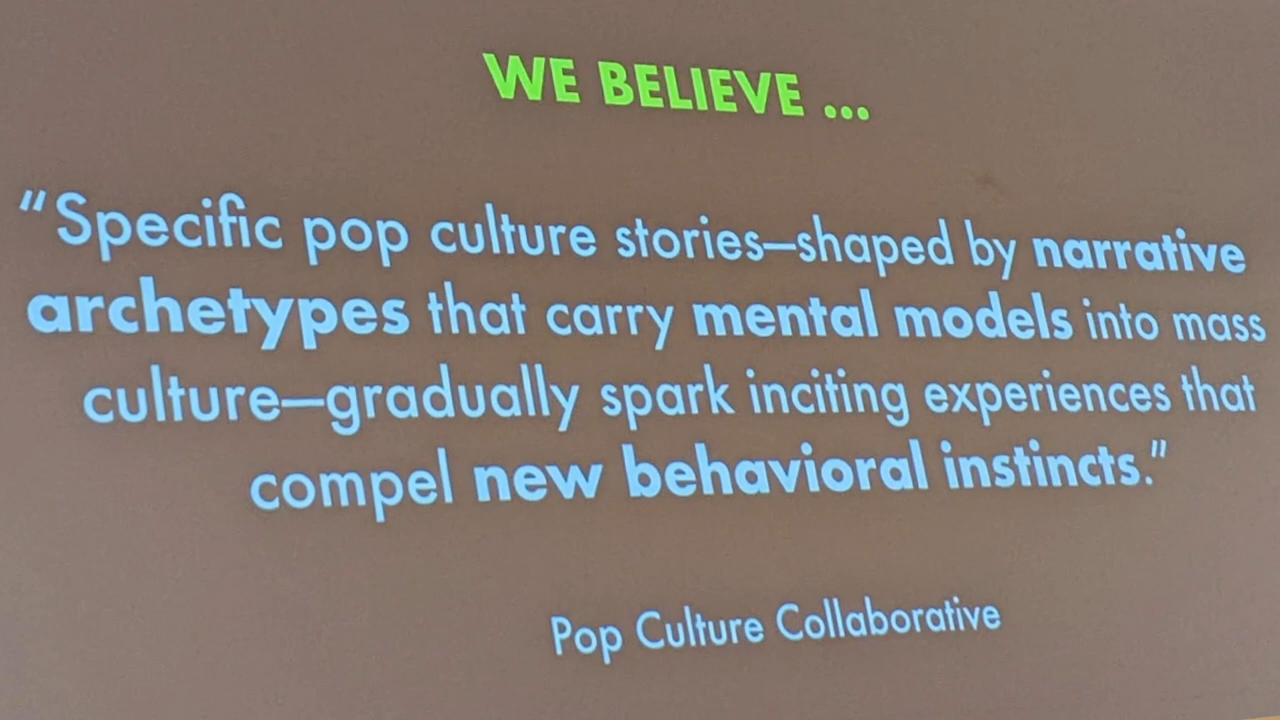 WE BELIEVE ...
“Specific pop culture stories—shaped by narrative
archetypes that carry mental models into mass
culture—gradually spark inciting experiences that
compel new behavioral instincts.”
Pop Culture Collaborative